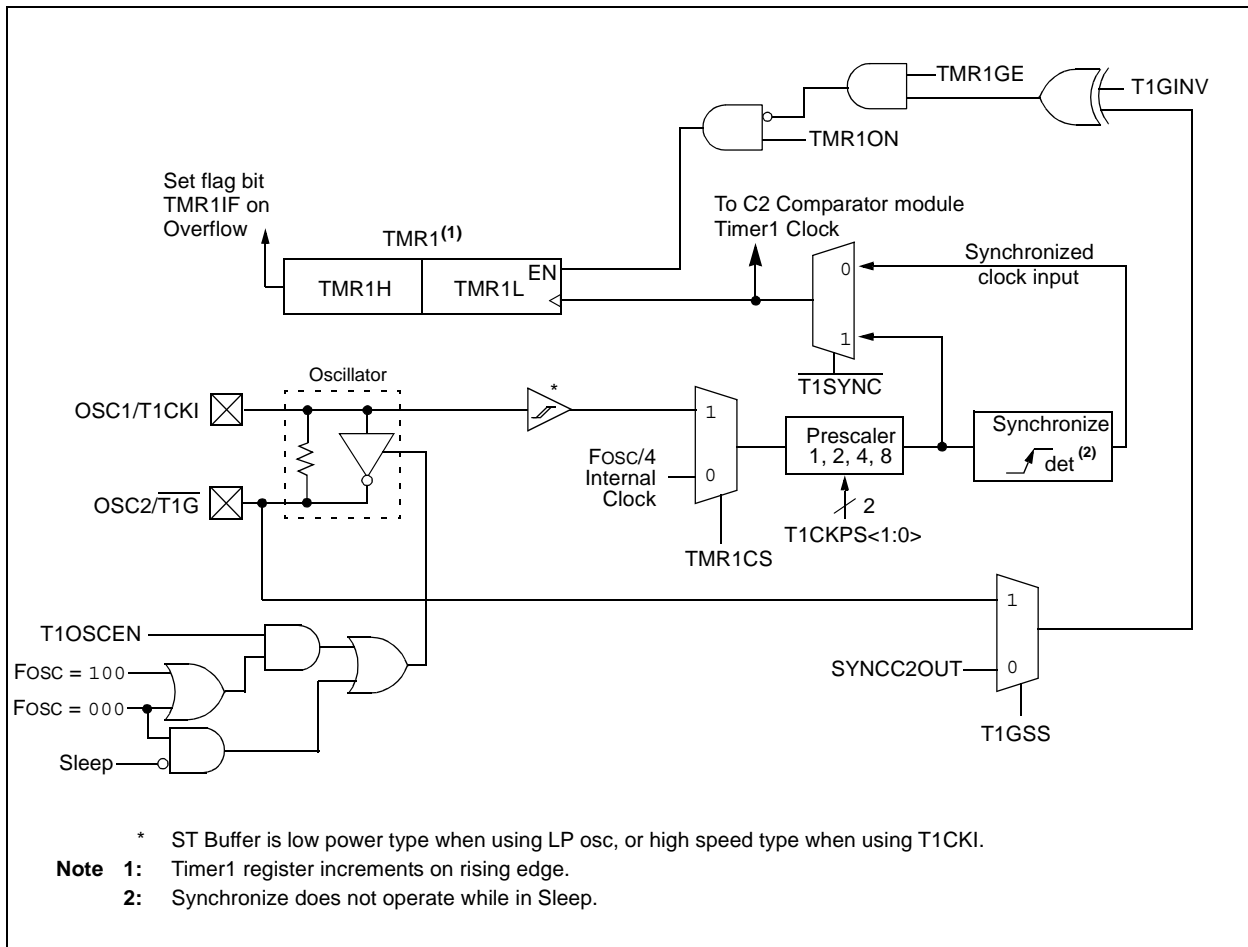 TMR1GE
T1GINV
TMR1ON
Set flag bit
TMR1IF on
Overflow
To C2 Comparator module
Timer1 Clock
TMR1(1)
EN
TMR1H
TMR1L
0
Synchronized
clock input
1
T1SYNC
Oscillator
*
OSC1/T1CKI
1
FOSC/4
Internal
Clock
0
Prescaler
1, 2, 4, 8
Synchronize
det (2)
OSC2/T1G
2
T1CKPS<1:0>
TMR1CS
1
T1OSCEN
FOSC = 100
FOSC = 000
SYNCC2OUT
0
T1GSS
Sleep
* ST Buffer is low power type when using LP osc, or high speed type when using T1CKI.
Note 1: Timer1 register increments on rising edge.
2: Synchronize does not operate while in Sleep.